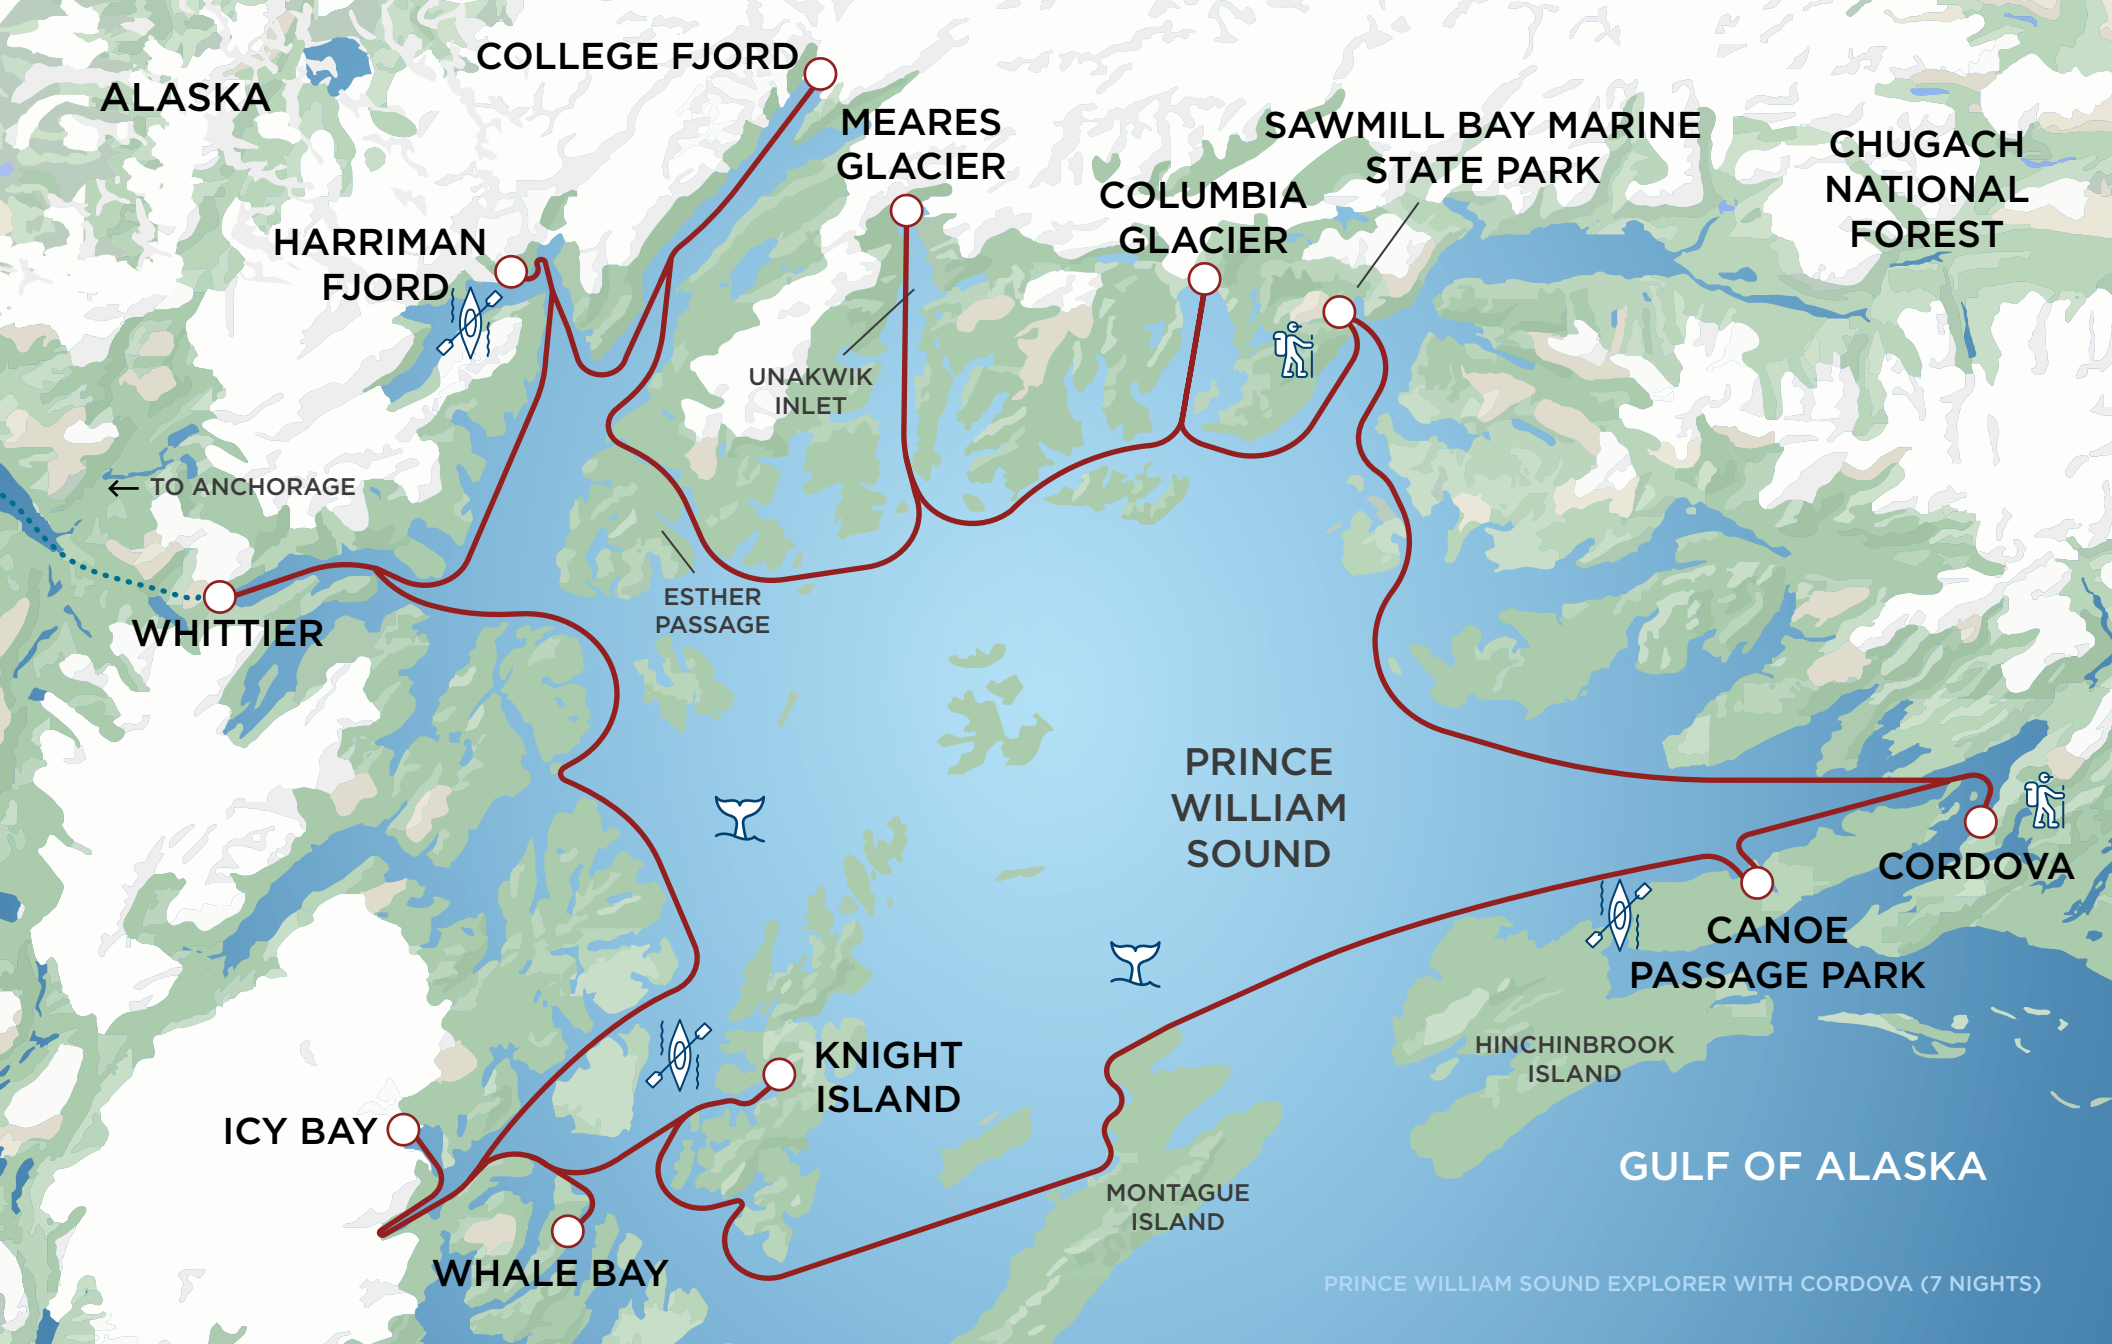 COLLEGE FJORD
ALASKA
MEARES
GLACIER
SAWMILL BAY MARINE
STATE PARK
CHUGACH
NATIONAL
FOREST
COLUMBIA
GLACIER
HARRIMAN
FJORD
UNAKWIK
INLET
← TO ANCHORAGE
WHITTIER
ESTHER
PASSAGE
PRINCE
WILLIAM
SOUND
CORDOVA
CANOE
PASSAGE PARK
KNIGHT
ISLAND
HINCHINBROOK
ISLAND
ICY BAY
GULF OF ALASKA
MONTAGUE
ISLAND
WHALE BAY
PRINCE WILLIAM SOUND EXPLORER WITH CORDOVA (7 NIGHTS)